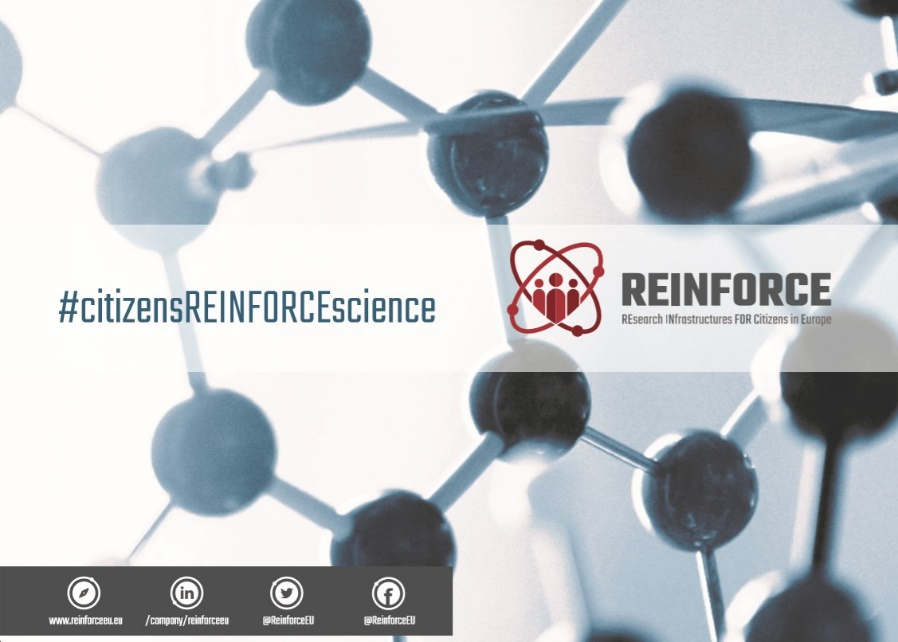 #citizensREINFORCEscience
REINFORCE
REsearch INfrastructures FOR Citizens in Europe
www.reinforceeu.eu
/company/reinforceeu
@ReinforceEU
@ReinforceEU